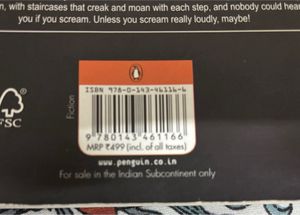 n, with staircases that creak and moan with each step, and nobody could hear
you if you scream. Unless you scream really loudly, maybe!
FSC
Fiction
ISBN 978-0-143-46116-6
9 780143 461166
MRP ₹499 (incl. of all taxes)
www.penguin.co.in
For sale in the Indian Subcontinent only